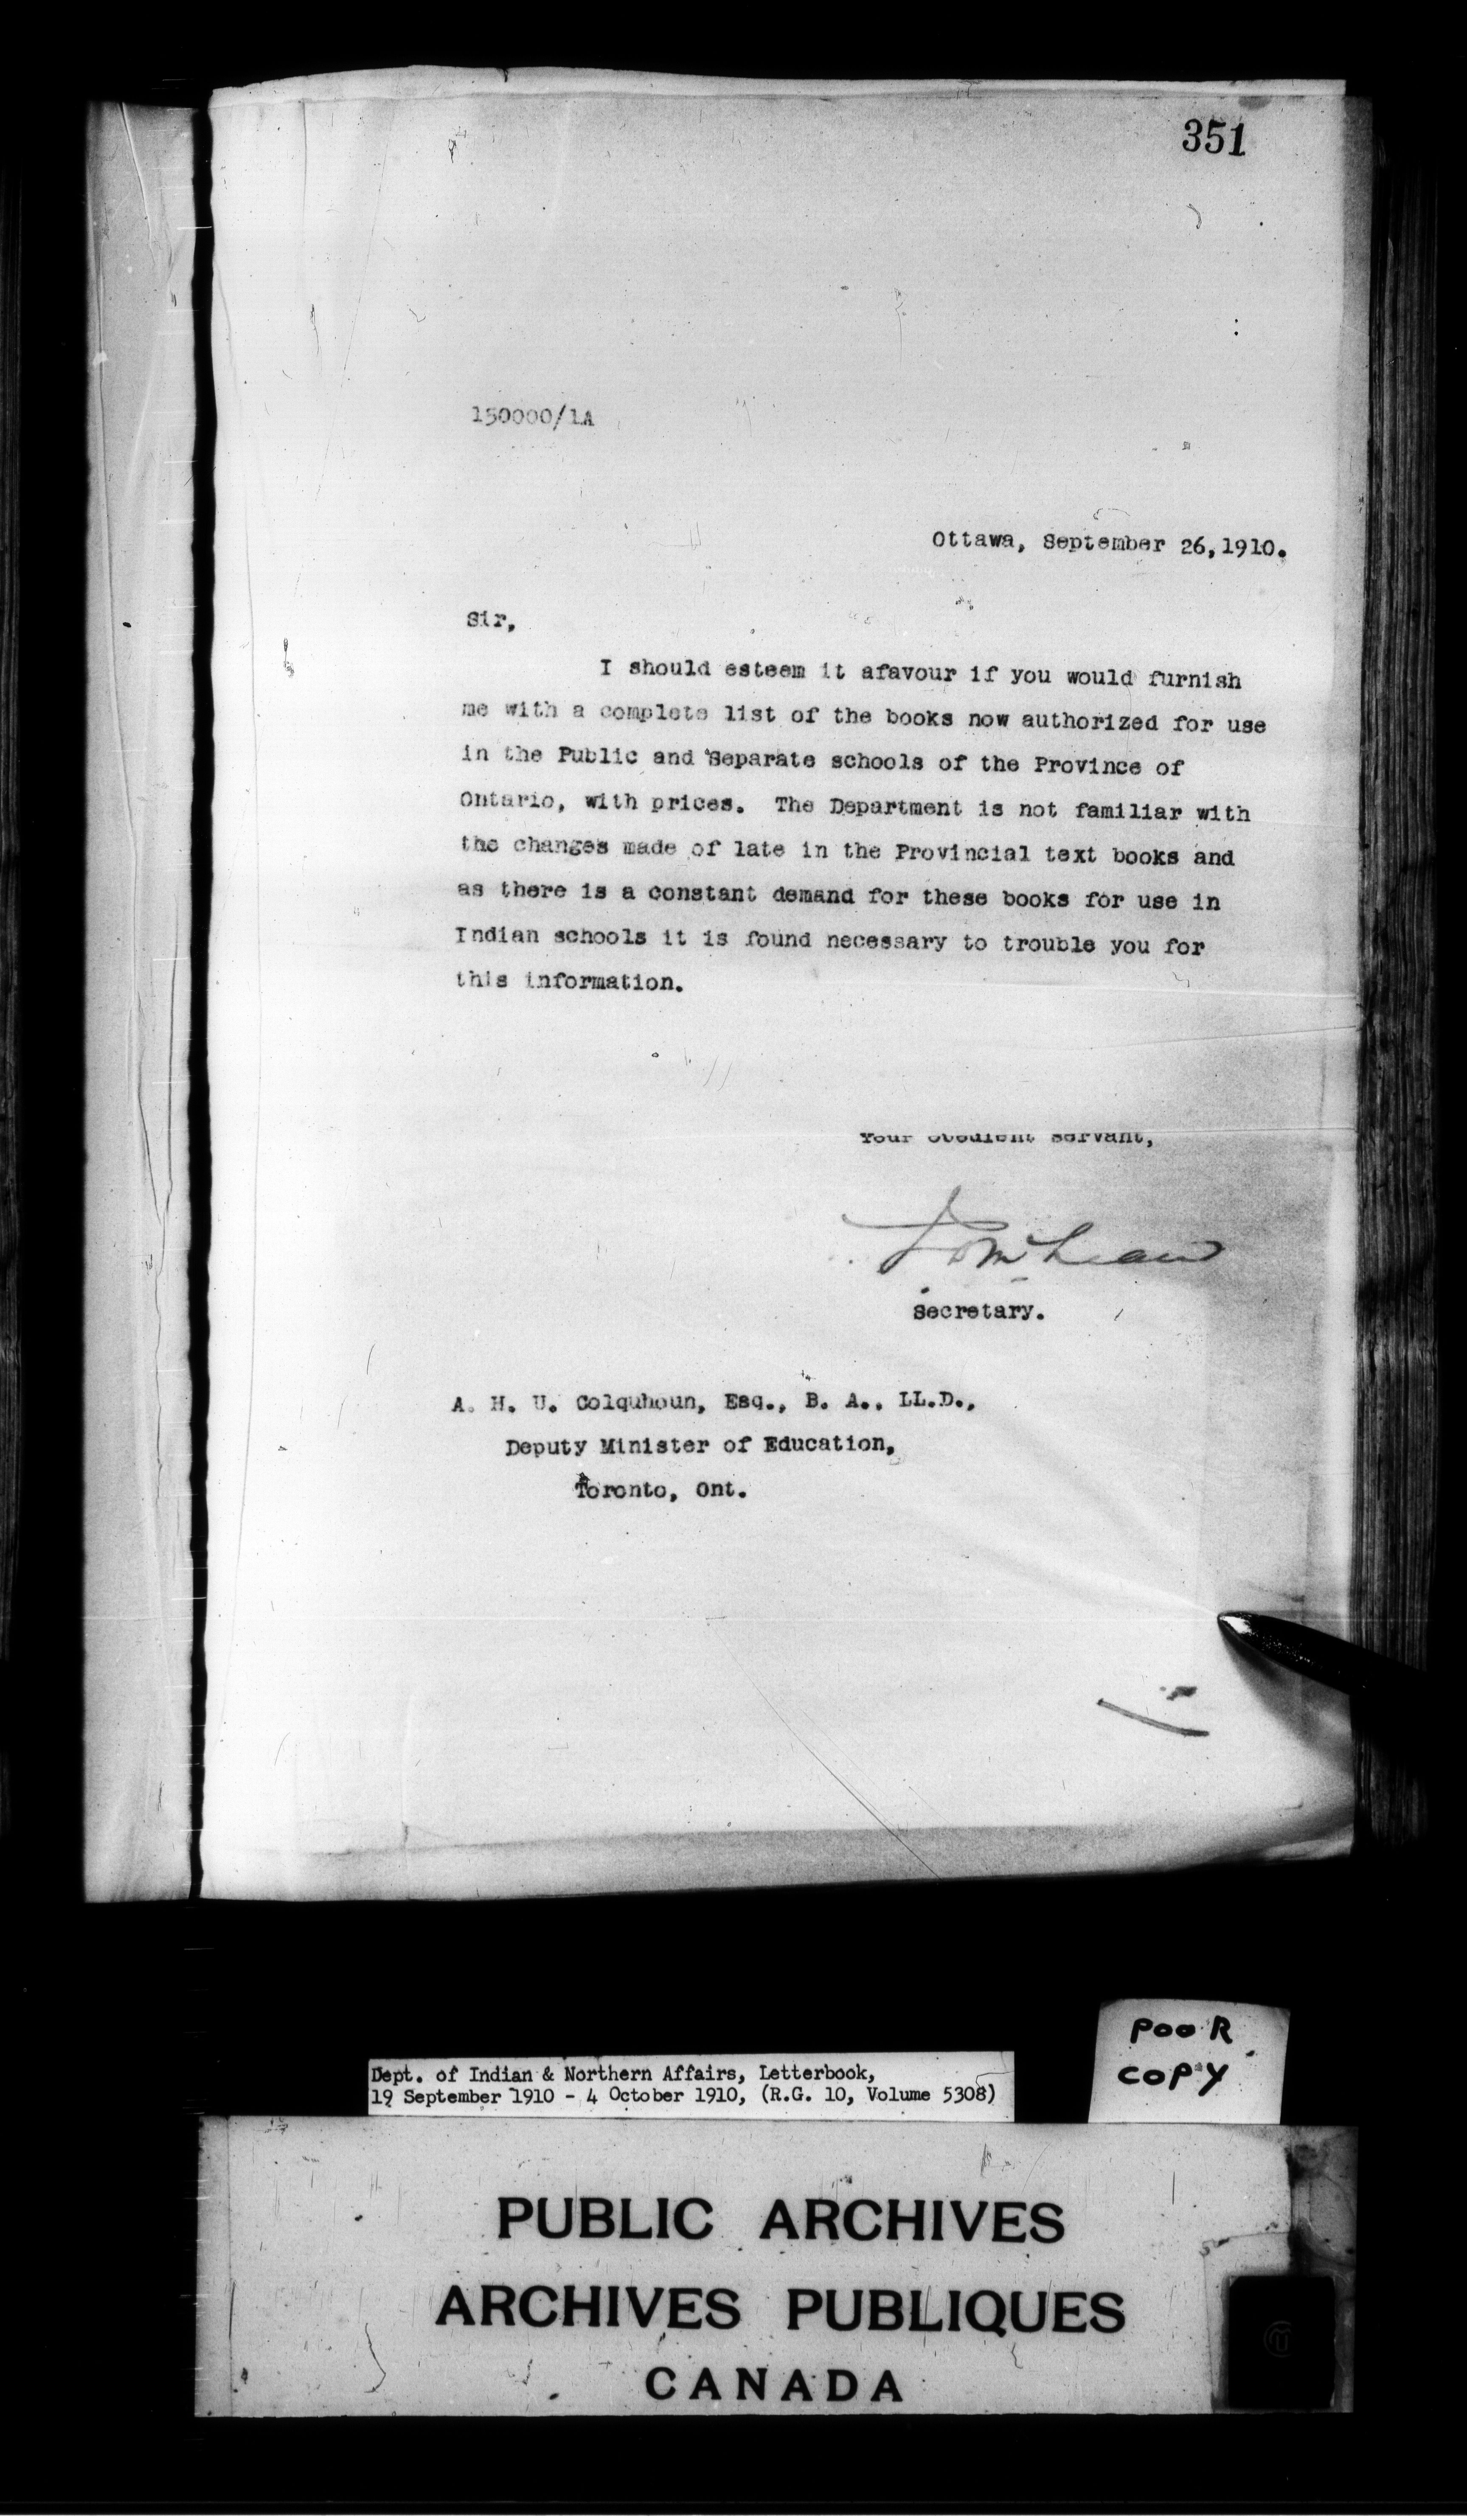 351
150000/1A
Ottawa, September 26,1910.
Sir,
I should esteem it afavour if you would furnish
me with a complete list of the books now authorized for use
in the Public and Separate schools of the Province of
Ontario, with prices. The Department is not familiar with
the changes made of late in the Provincial text books and
as there is a constant demand for these books for use in
Indian schools it is found necessary to trouble you for
this information.
Your obedient servant,
J D McLean
Secretary.
A. H. U. Colquhoun, Esq., B. A., LL.D.,
Deputy Minister of Education,
Toronto, Ont.
POOR
COPY
Dept. of Indian & Northern Affairs, Letterbook,
19 September 1910 - 4 October 1910, (R.G. 10, Volume 5308)
PUBLIC ARCHIVES
ARCHIVES PUBLIQUES
CANADA